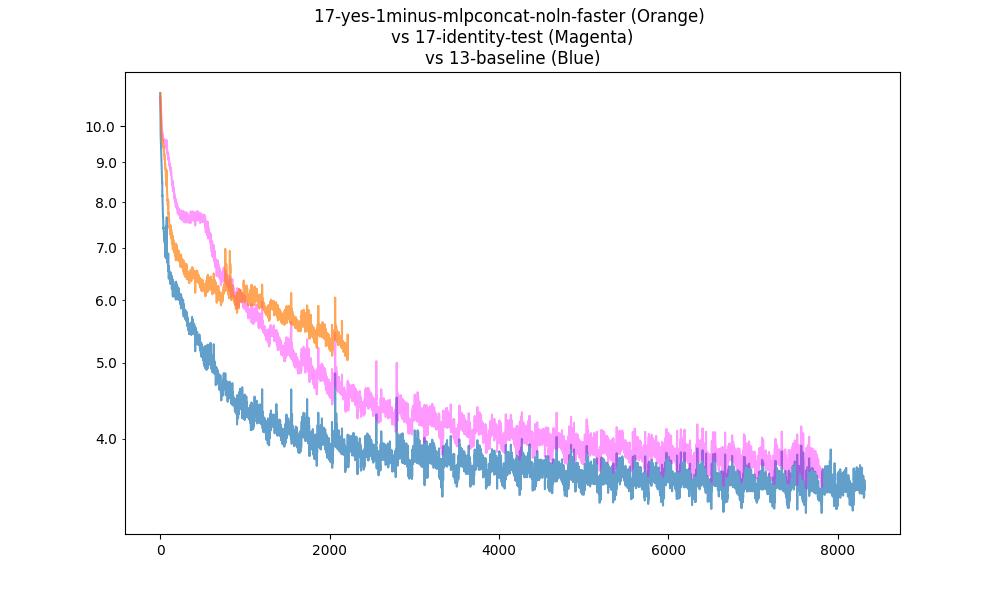 17-yes-1minus-mlpconcat-noln-faster (Orange)
vs 17-identity-test (Magenta)
vs 13-baseline (Blue)
10.0
9.0
8.0
7.0
6.0
5.0
4.0
0 2000 4000 6000 8000